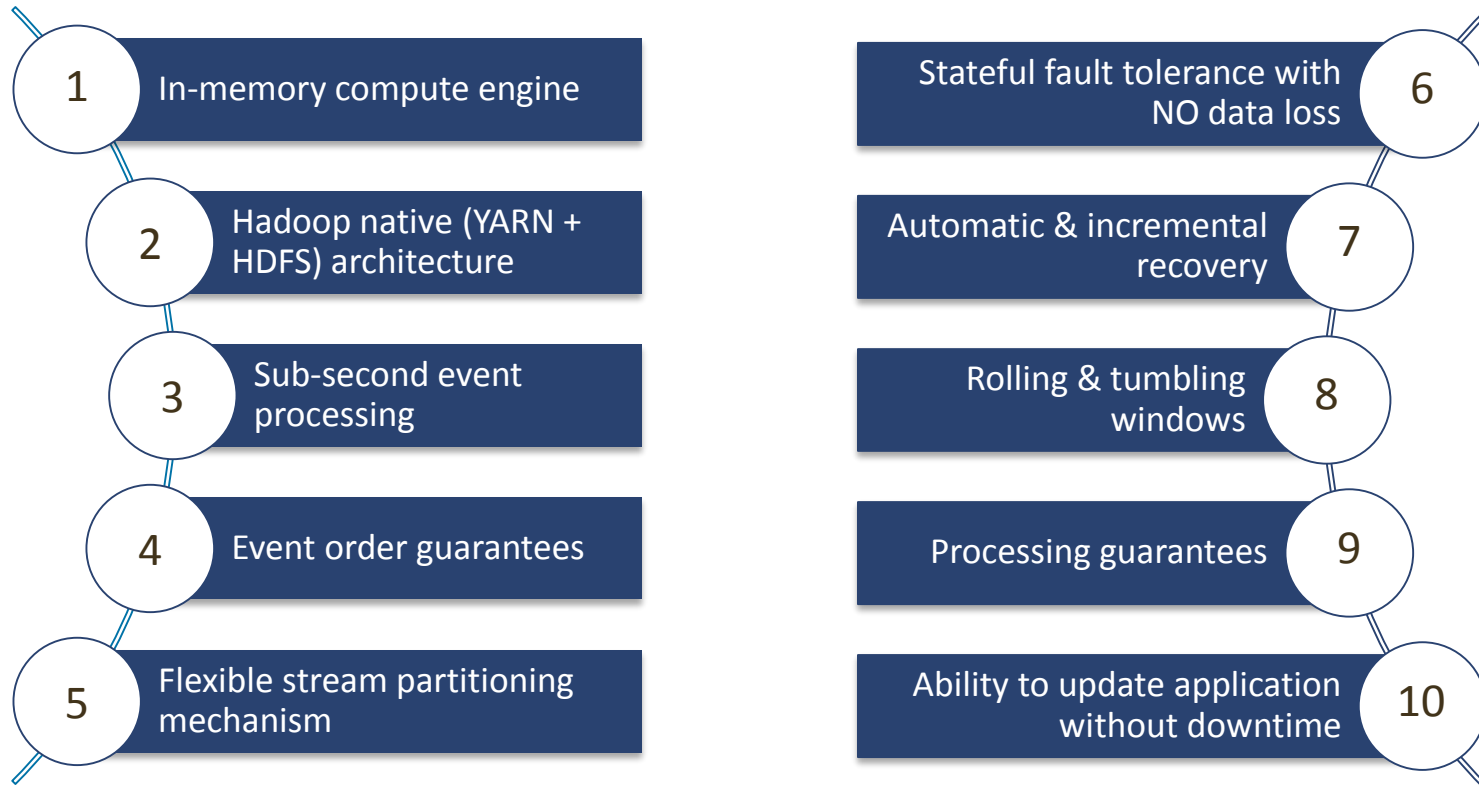 1
In-memory compute engine
2
Hadoop native (YARN +
HDFS) architecture
3
Sub-second event
processing
4
Event order guarantees
5
Flexible stream partitioning
mechanism
Stateful fault tolerance with
NO data loss
6
Automatic & incremental
recovery
7
Rolling & tumbling
windows
8
Processing guarantees
9
Ability to update application
without downtime
10